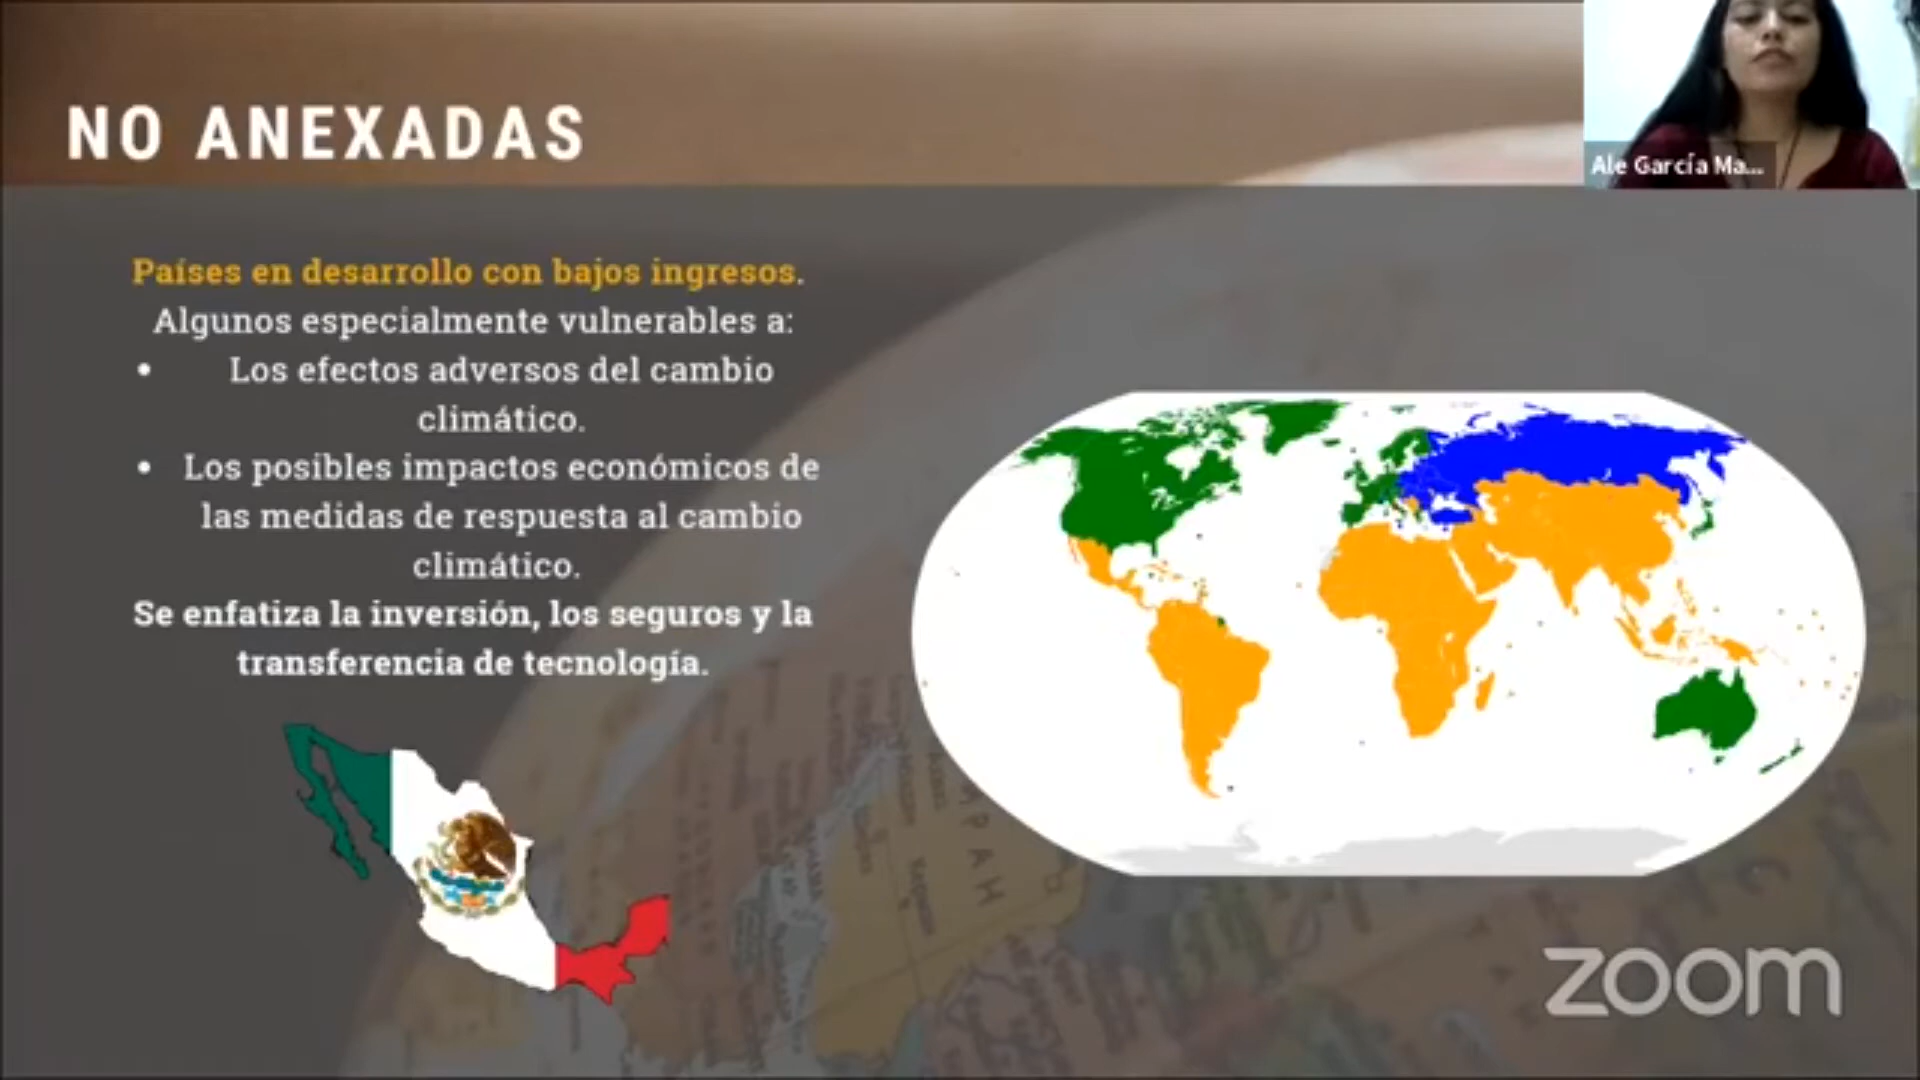 NO ANEXADAS
Ale García Ma...
Países en desarrollo con bajos ingresos.
Algunos especialmente vulnerables a:
• Los efectos adversos del cambio
climático.
• Los posibles impactos económicos de
las medidas de respuesta al cambio
climático.
Se enfatiza la inversión, los seguros y la
transferencia de tecnología.
zoom